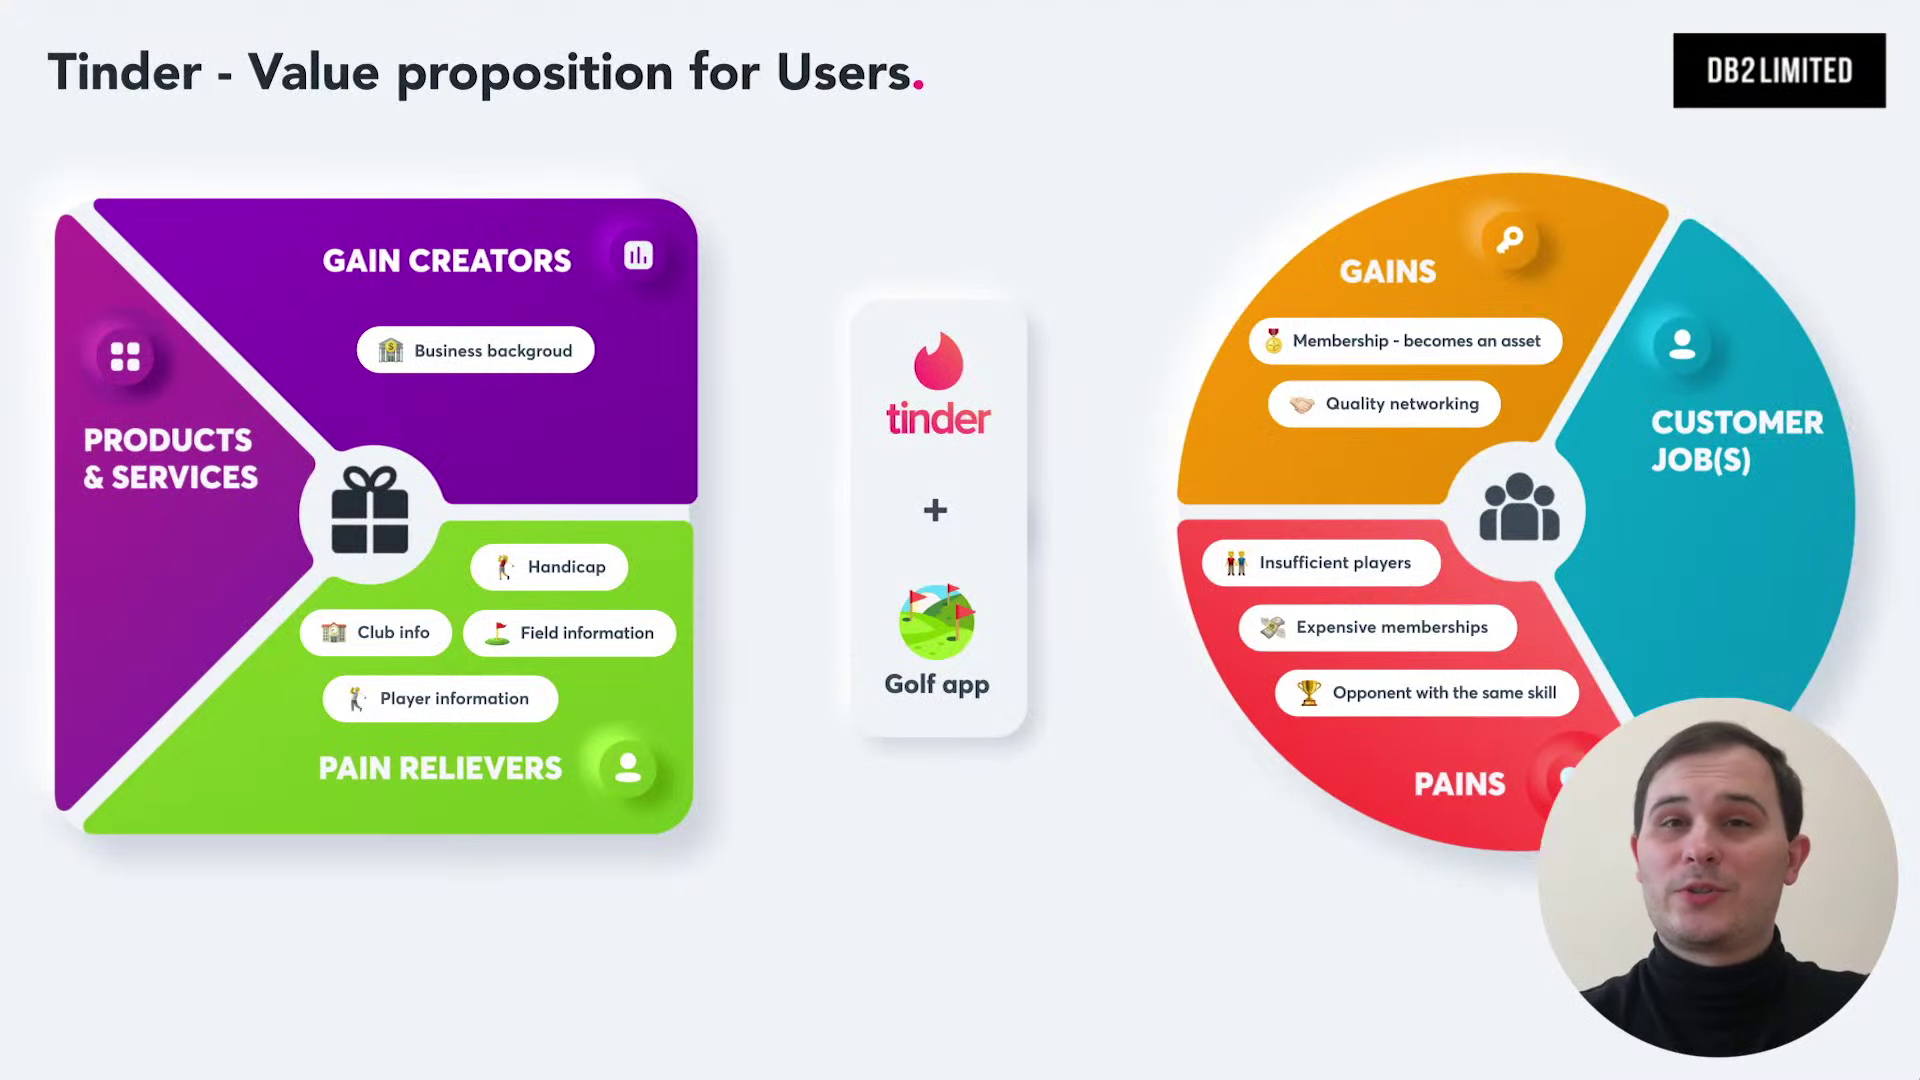 Tinder - Value proposition for Users.
DB2 LIMITED
GAIN CREATORS
Business backgroud
PRODUCTS
& SERVICES
Handicap
Club info
Field information
Player information
PAIN RELIEVERS
tinder
+
Golf app
GAINS
Membership - becomes an asset
Quality networking
CUSTOMER
JOB(S)
Insufficient players
Expensive memberships
Opponent with the same skill
PAINS